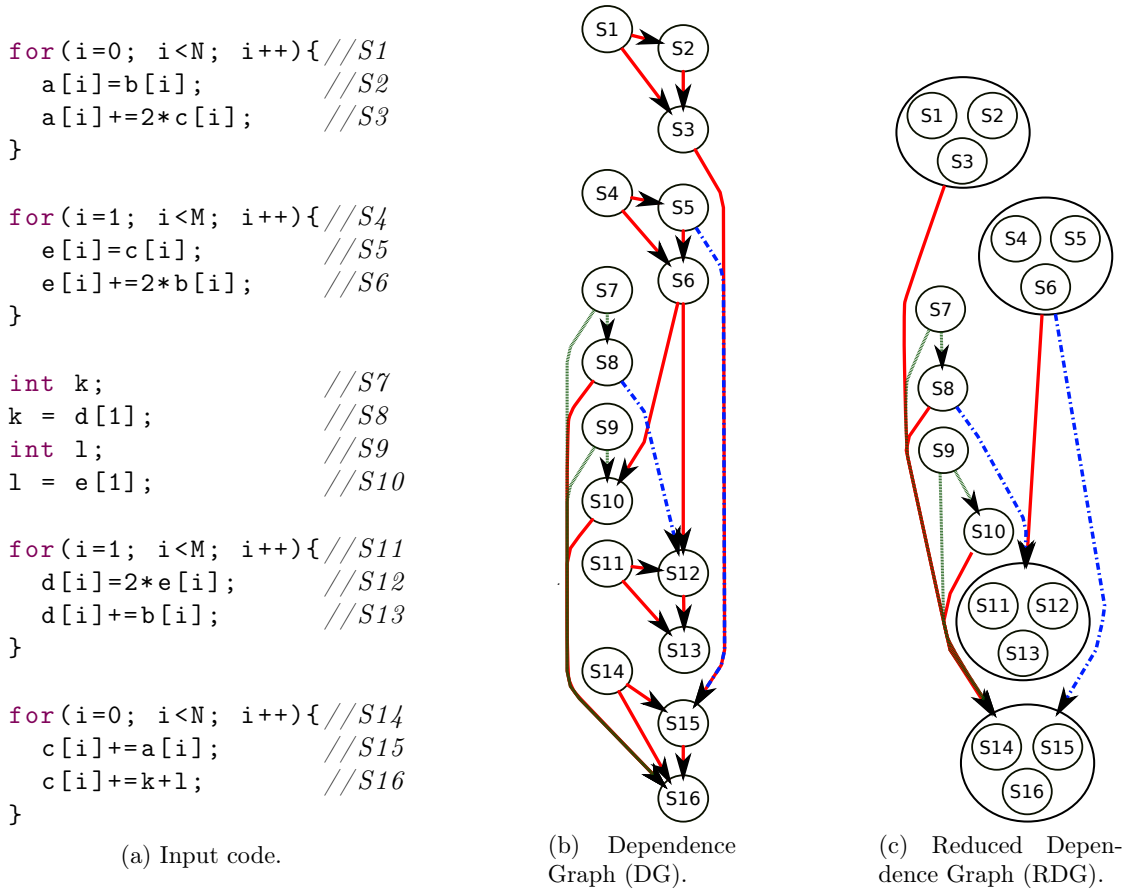 for(i=0; i<N; i++){//S1
a[i]=b[i]; //S2
a[i]+=2*c[i]; //S3
}
for(i=1; i<M; i++){//S4
e[i]=c[i]; //S5
e[i]+=2*b[i]; //S6
}
int k; //S7
k = d[1]; //S8
int l; //S9
l = e[1]; //S10
for(i=1; i<M; i++){//S11
d[i]=2*e[i]; //S12
d[i]+=b[i]; //S13
}
for(i=0; i<N; i++){//S14
c[i]+=a[i]; //S15
c[i]+=k+l; //S16
}
(a) Input code.
S1
S2
S3
S4
S5
S6
S7
S8
S9
S10
S11
S12
S13
S14
S15
S16
(b) Dependence
Graph (DG).
S1 S2
S3
S4 S5
S6
S7
S8
S9
S10
S11 S12
S13
S14 S15
S16
(c) Reduced Depen-
dence Graph (RDG).